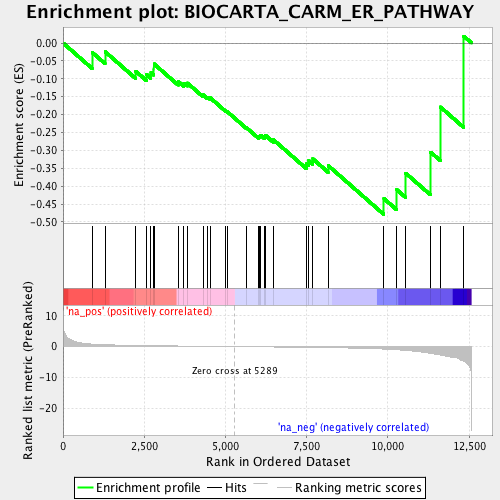 Enrichment plot: BIOCARTA_CARM_ER_PATHWAY
Enrichment score (ES)
0.00
-0.05
-0.10
-0.15
-0.20
-0.25
-0.30
-0.35
-0.40
-0.45
-0.50
'na_pos' (positively correlated)
Ranked list metric (PreRanked)
10
5
0
-5
-10
-20
Zero cross at 5289
'na_neg' (negatively correlated)
0
2,500
5,000
7,500
10,000
12,500
Rank in Ordered Dataset
Enrichment profile
Hits
Ranking metric scores